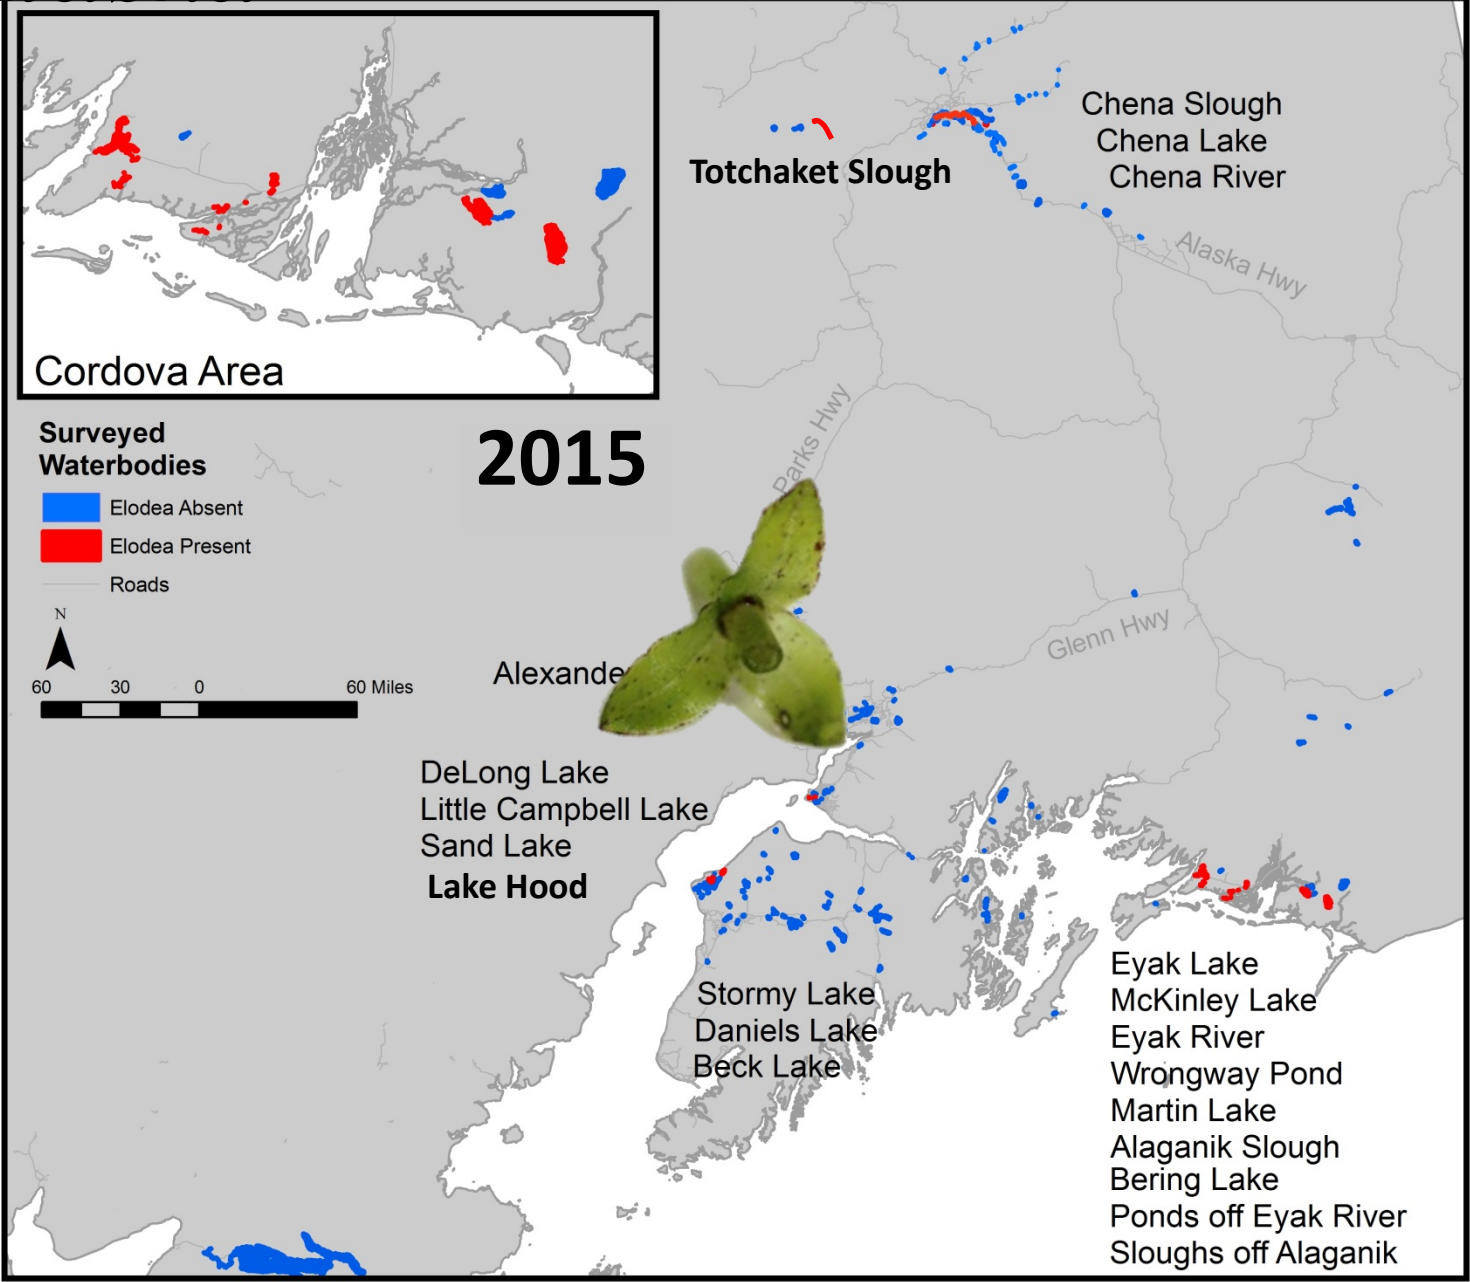 Cordova Area
Surveyed
Waterbodies
Elodea Absent
Elodea Present
Roads
N
60 30 0 60 Miles
2015
Totchaket Slough
Chena Slough
Chena Lake
Chena River
Alaska Hwy
Parks Hwy
Glenn Hwy
DeLong Lake
Little Campbell Lake
Sand Lake
Lake Hood
Stormy Lake
Daniels Lake
Beck Lake
Eyak Lake
McKinley Lake
Eyak River
Wrongway Pond
Martin Lake
Alaganik Slough
Bering Lake
Ponds off Eyak River
Sloughs off Alaganik